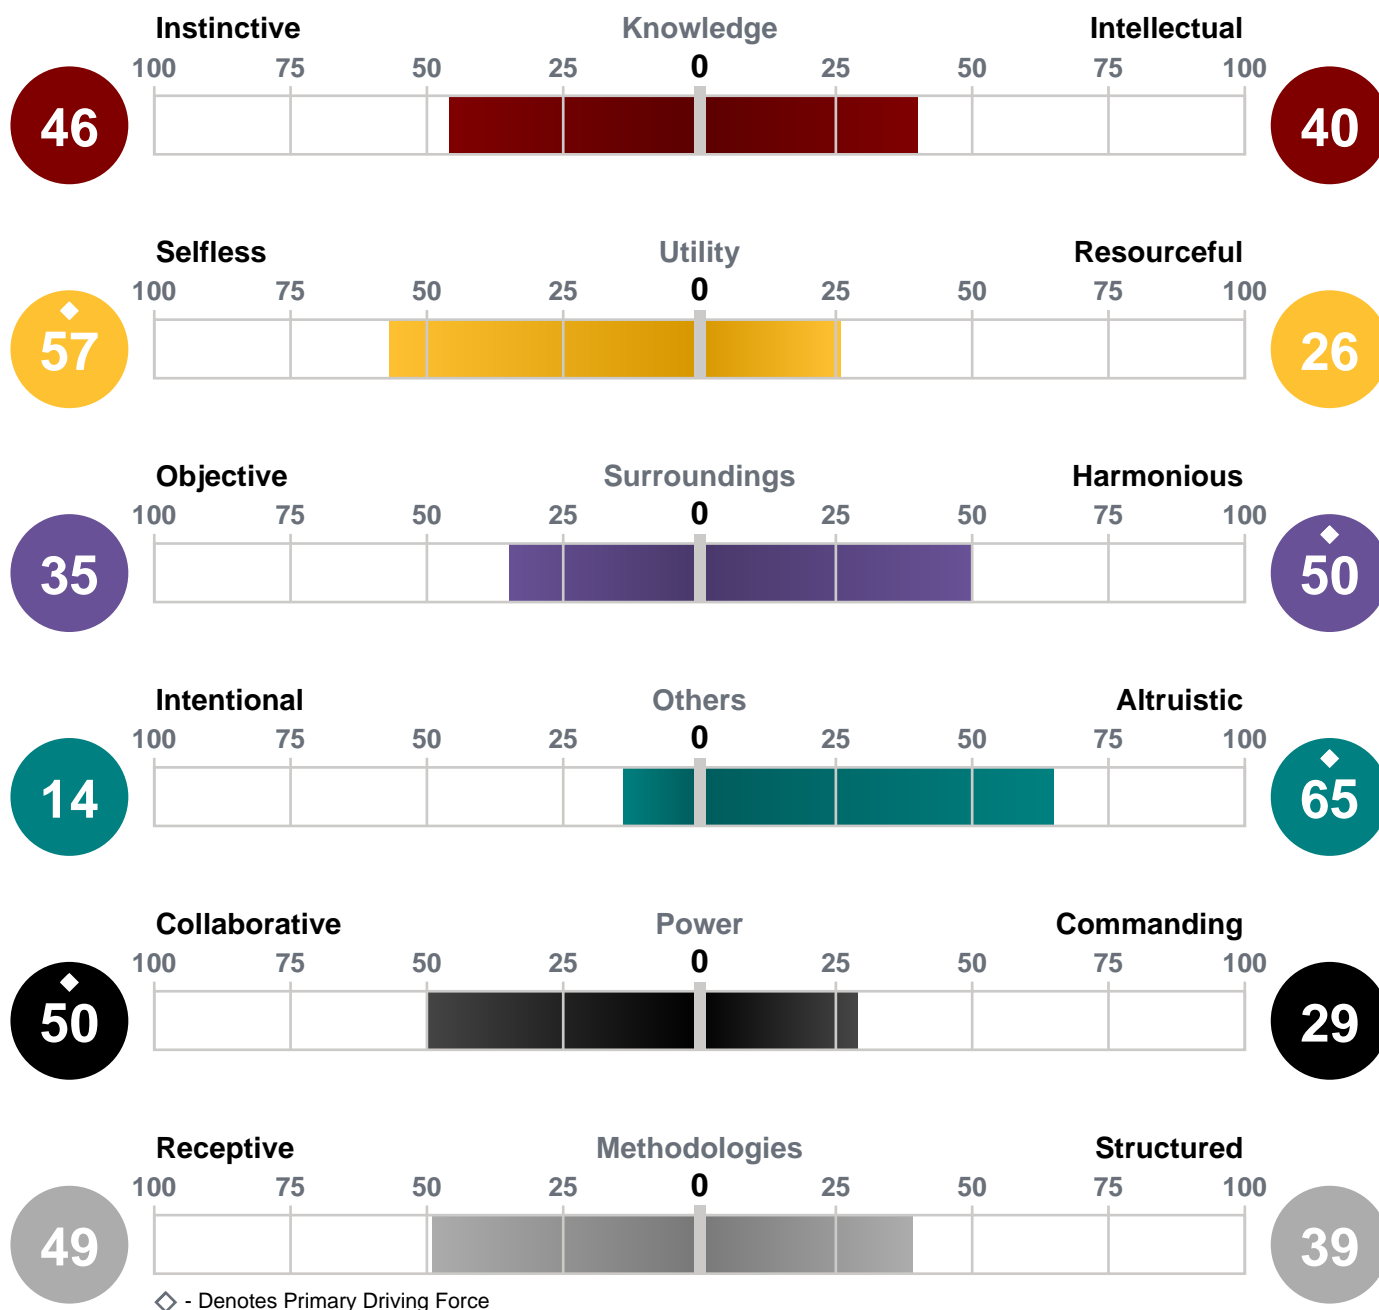 Instinctive Knowledge Intellectual
100 75 50 25 0 25 50 75 100
46 40
Selfless Utility Resourceful
100 75 50 25 0 25 50 75 100
57 26
Objective Surroundings Harmonious
100 75 50 25 0 25 50 75 100
35 50
Intentional Others Altruistic
100 75 50 25 0 25 50 75 100
14 65
Collaborative Power Commanding
100 75 50 25 0 25 50 75 100
50 29
Receptive Methodologies Structured
100 75 50 25 0 25 50 75 100
49 39
- Denotes Primary Driving Force